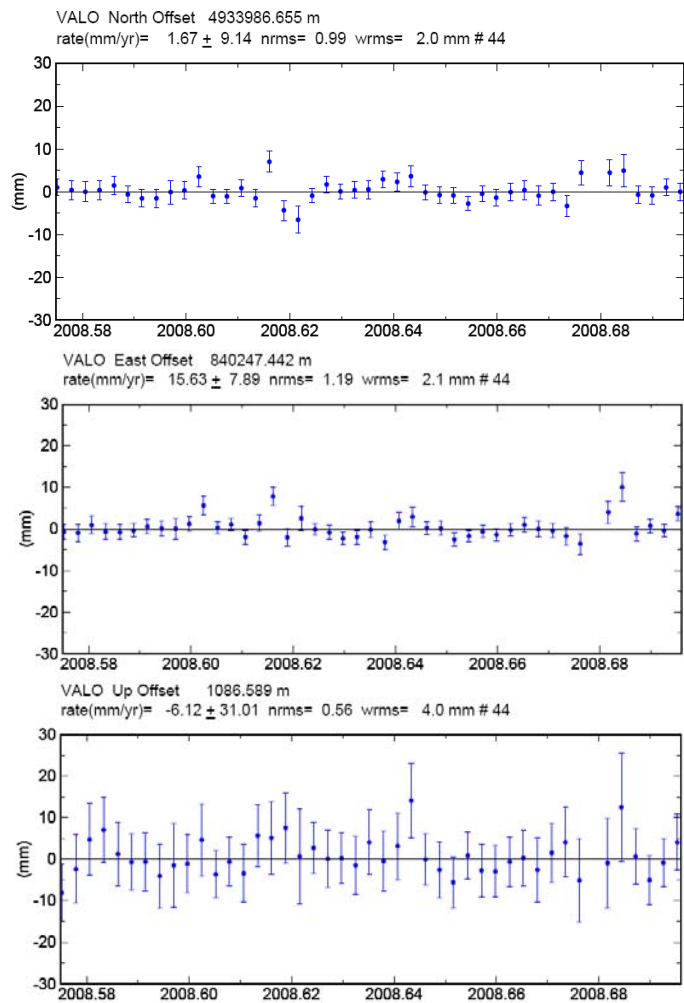 VALO North Offset 4933986.655 m
rate(mm/yr)= 1.67 ± 9.14 nrms= 0.99 wrms= 2.0 mm # 44
30
20
10
0
-10
-20
-30
(mm)
2008.58 2008.60 2008.62 2008.64 2008.66 2008.68
VALO East Offset 840247.442 m
rate(mm/yr)= 15.63 ± 7.89 nrms= 1.19 wrms= 2.1 mm # 44
30
20
10
0
-10
-20
-30
(mm)
2008.58 2008.60 2008.62 2008.64 2008.66 2008.68
VALO Up Offset 1086.589 m
rate(mm/yr)= -6.12 ± 31.01 nrms= 0.56 wrms= 4.0 mm # 44
30
20
10
0
-10
-20
-30
(mm)
2008.58 2008.60 2008.62 2008.64 2008.66 2008.68